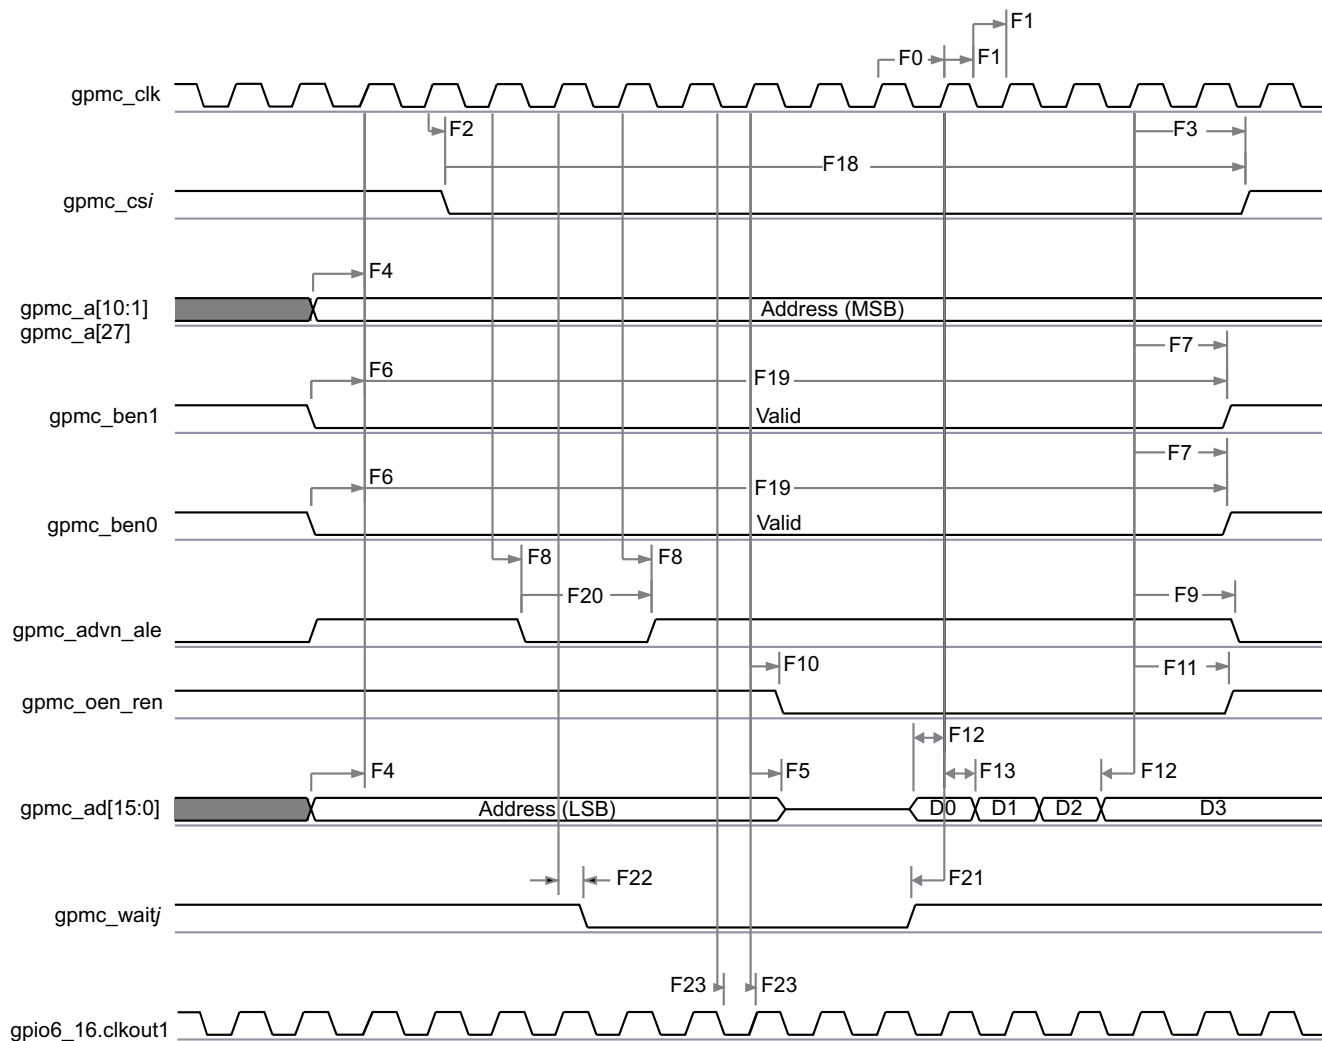 F1
F0
F1
gpmc_clk
F2
F3
F18
gpmc_csi
F4
gpmc_a[10:1]
Address (MSB)
gpmc_a[27]
F7
F6
F19
gpmc_ben1
Valid
F7
F6
F19
gpmc_ben0
Valid
F8
F8
F20
F9
gpmc_advn_ale
F10
F11
gpmc_oen_ren
F12
F4
F5
F13
F12
gpmc_ad[15:0]
Address (LSB)
D0
D1
D2
D3
F22
F21
gpmc_waitj
F23
F23
gpio6_16.clkout1